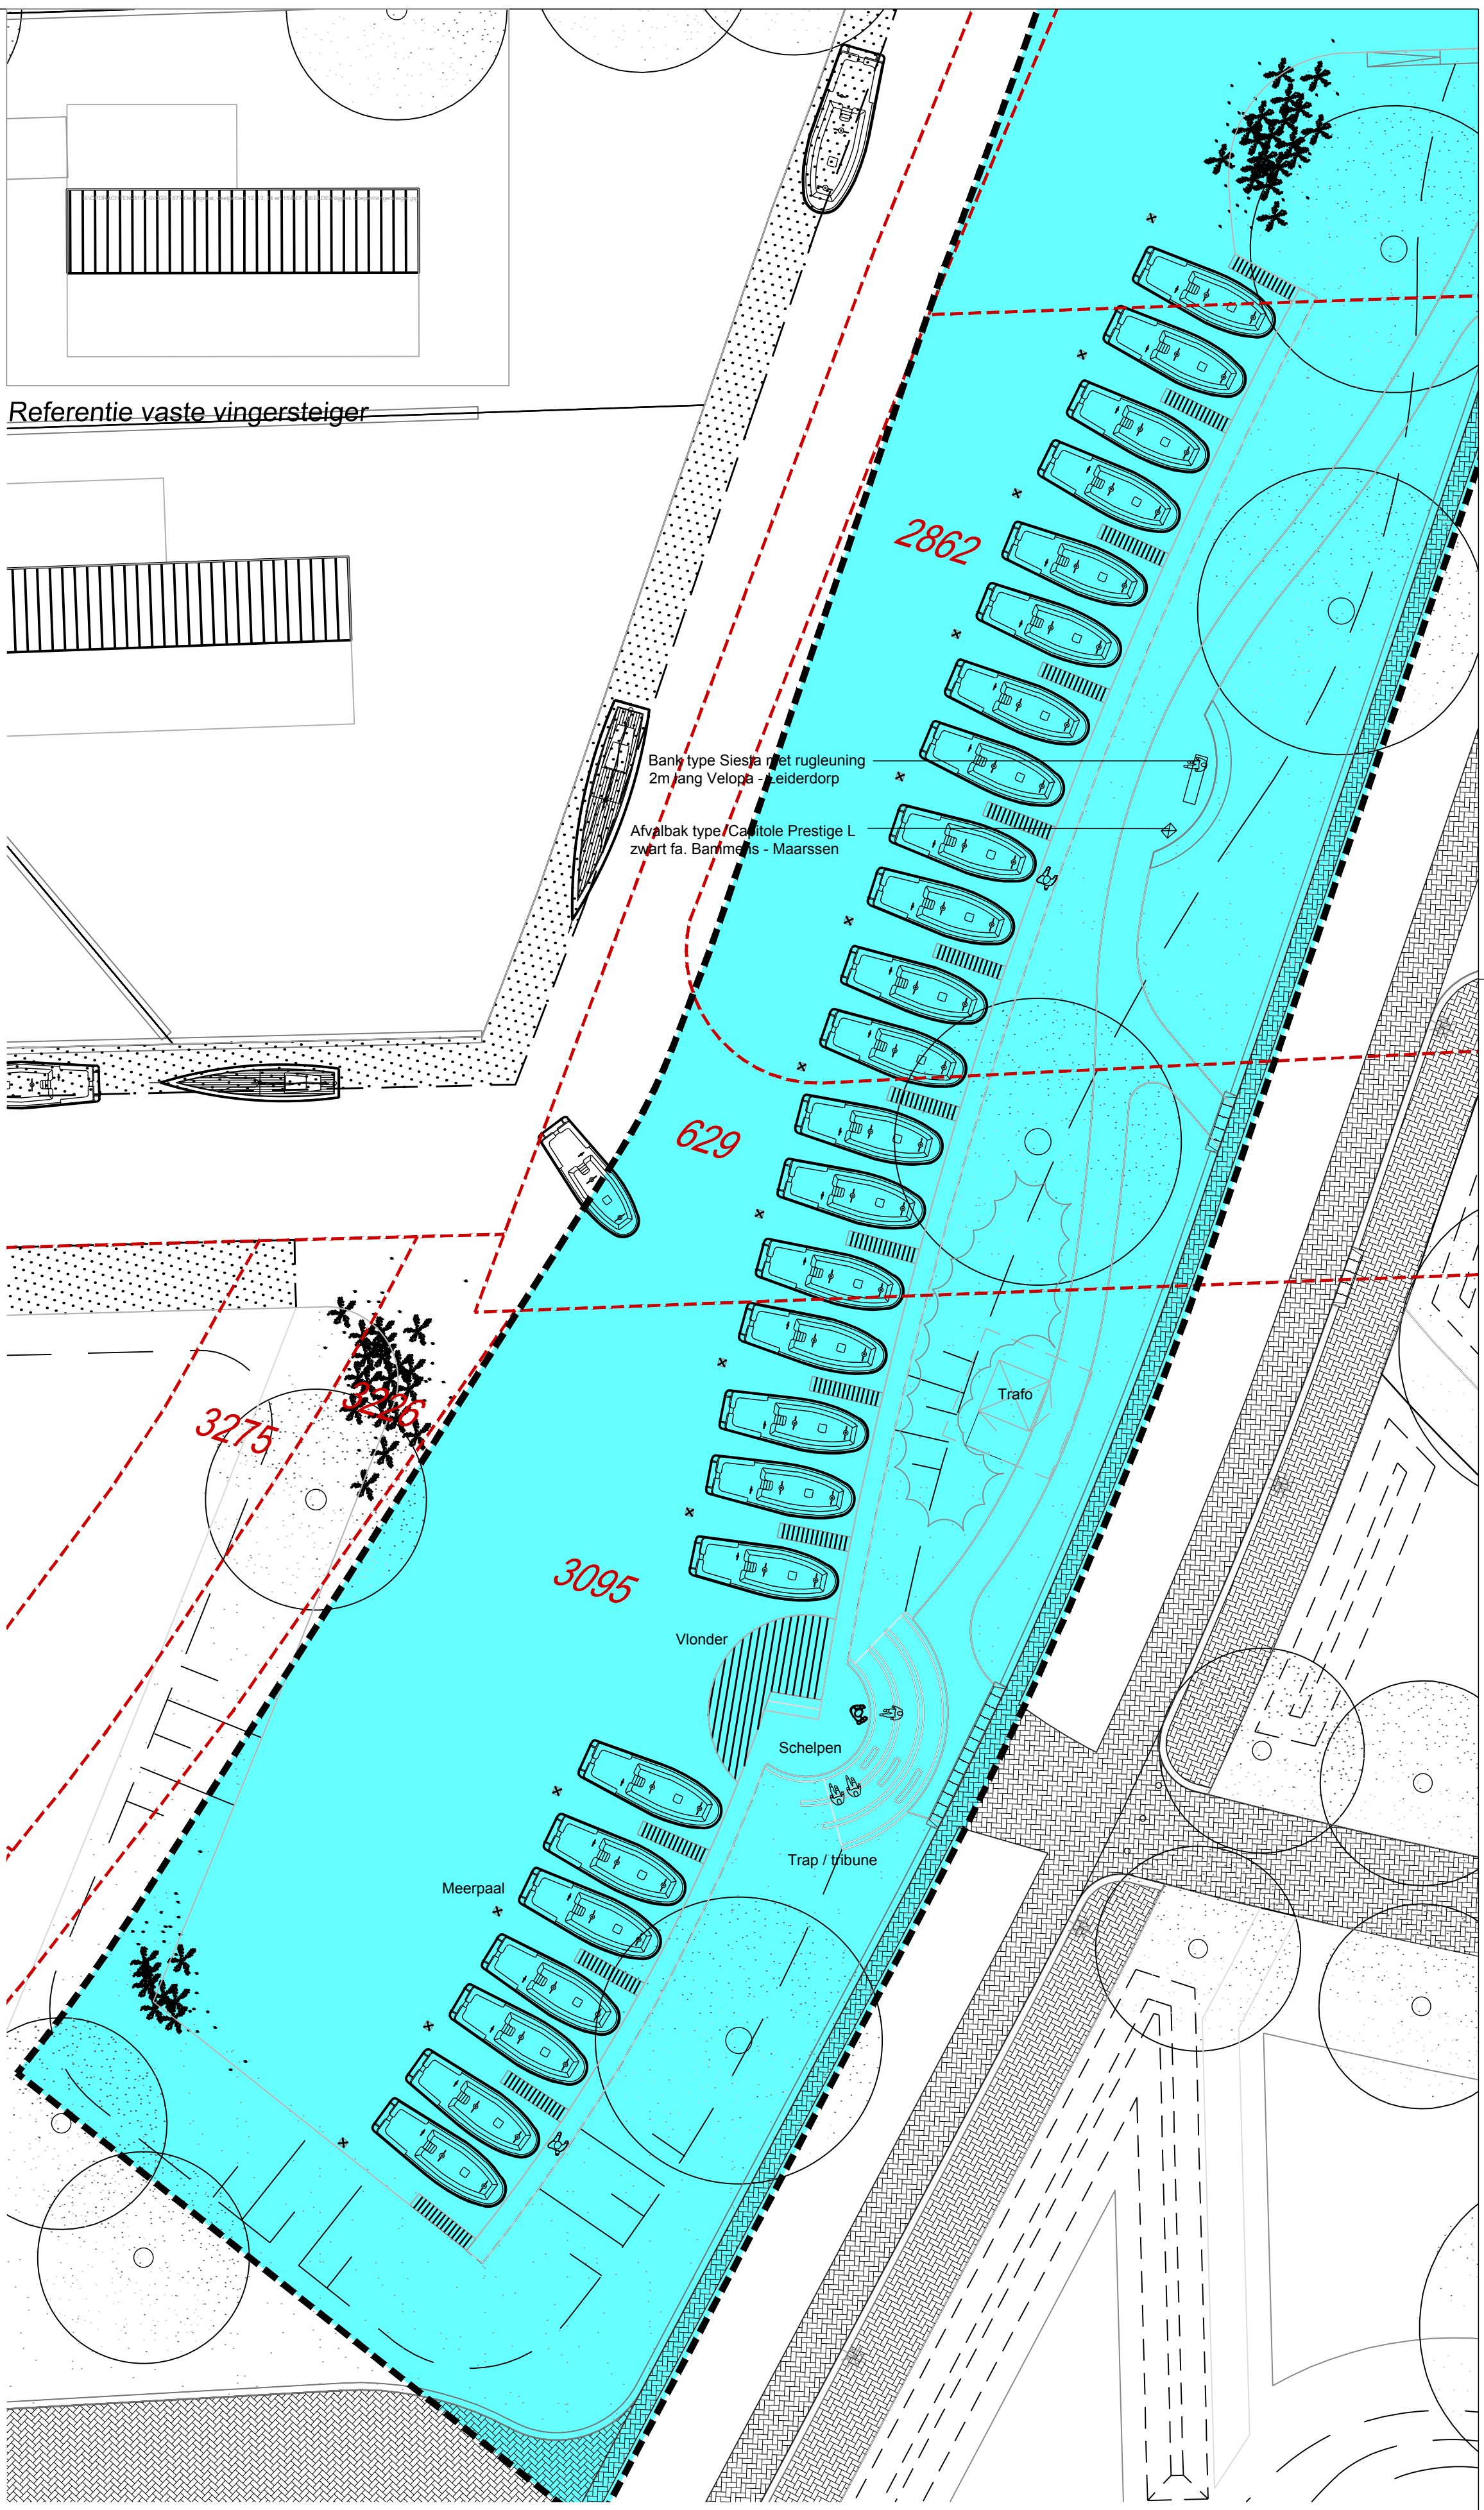 Referentie vaste vingersteiger
2862
Bank type Siesta met rugleuning
2m lang Velopa - Leiderdorp
Afvalbak type Capitole Prestige L
zwart fa. Bammens - Maarssen
629
3226
3275
Trafo
3095
Vlonder
Schelpen
Trap / tribune
Meerpaal